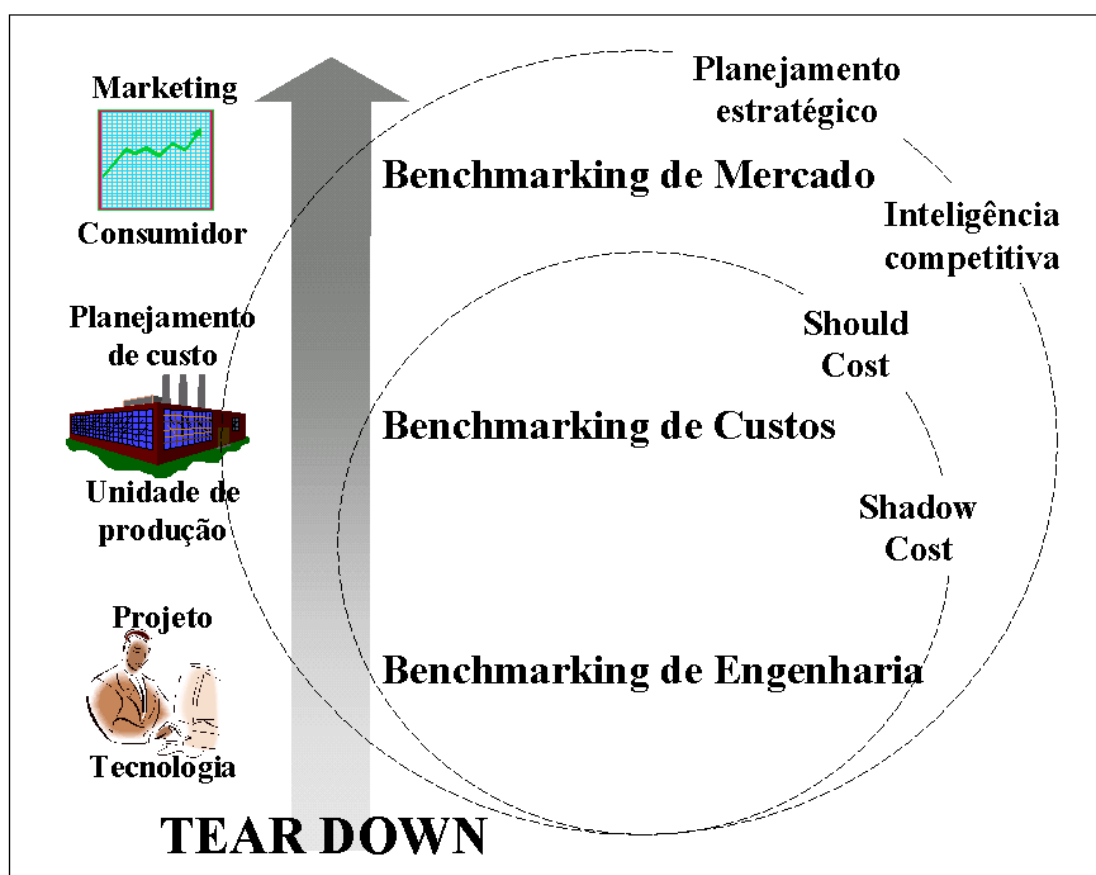 Marketing
Consumidor
Planejamento
de custo
Unidade de
produção
Projeto
Tecnologia
TEAR DOWN
Benchmarking de Mercado
Benchmarking de Custos
Benchmarking de Engenharia
Planejamento
estratégico
Inteligência
competitiva
Should
Cost
Shadow
Cost